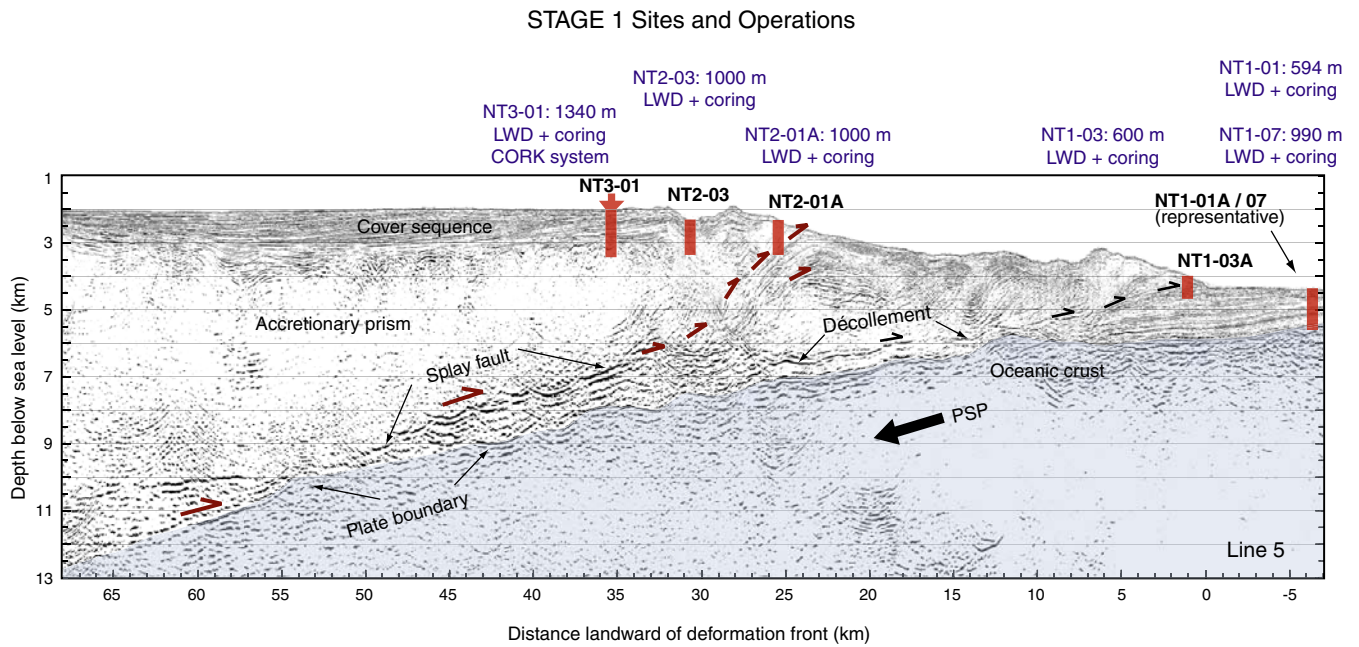 STAGE 1 Sites and Operations
NT3-01: 1340 m
LWD + coring
CORK system
NT2-03: 1000 m
LWD + coring
NT2-01A: 1000 m
LWD + coring
NT1-03: 600 m
LWD + coring
NT1-01: 594 m
LWD + coring
NT1-07: 990 m
LWD + coring
NT3-01
NT2-03
NT2-01A
NT1-01A / 07
(representative)
NT1-03A
Cover sequence
Accretionary prism
Splay fault
Décollement
Oceanic crust
PSP
Plate boundary
Line 5
Depth below sea level (km)
1
3
5
7
9
11
13
65 60 55 50 45 40 35 30 25 20 15 10 5 0 -5
Distance landward of deformation front (km)